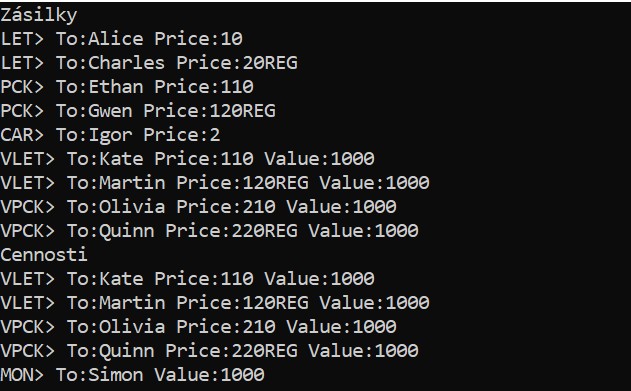 Zásilky
LET> To:Alice Price:10
LET> To:Charles Price:20REG
PCK> To:Ethan Price:110
PCK> To:Gwen Price:120REG
CAR> To:Igor Price:2
VLET> To:Kate Price:110 Value:1000
VLET> To:Martin Price:120REG Value:1000
VPCK> To:Olivia Price:210 Value:1000
VPCK> To:Quinn Price:220REG Value:1000
Cennosti
VLET> To:Kate Price:110 Value:1000
VLET> To:Martin Price:120REG Value:1000
VPCK> To:Olivia Price:210 Value:1000
VPCK> To:Quinn Price:220REG Value:1000
MON> To:Simon Value:1000